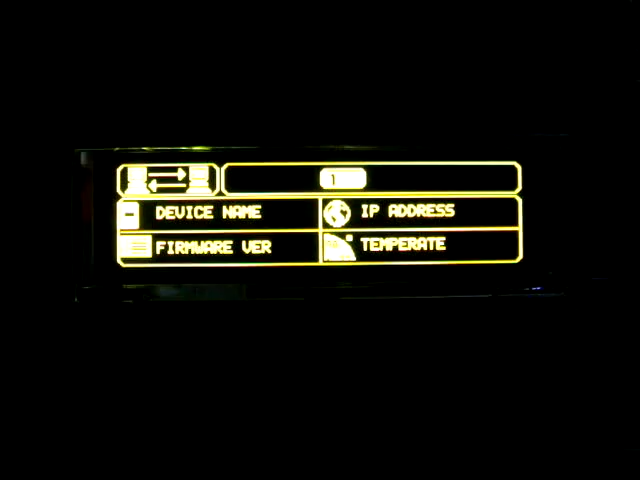 1
DEVICE NAME
IP ADDRESS
FIRMWARE VER
TEMPERATE